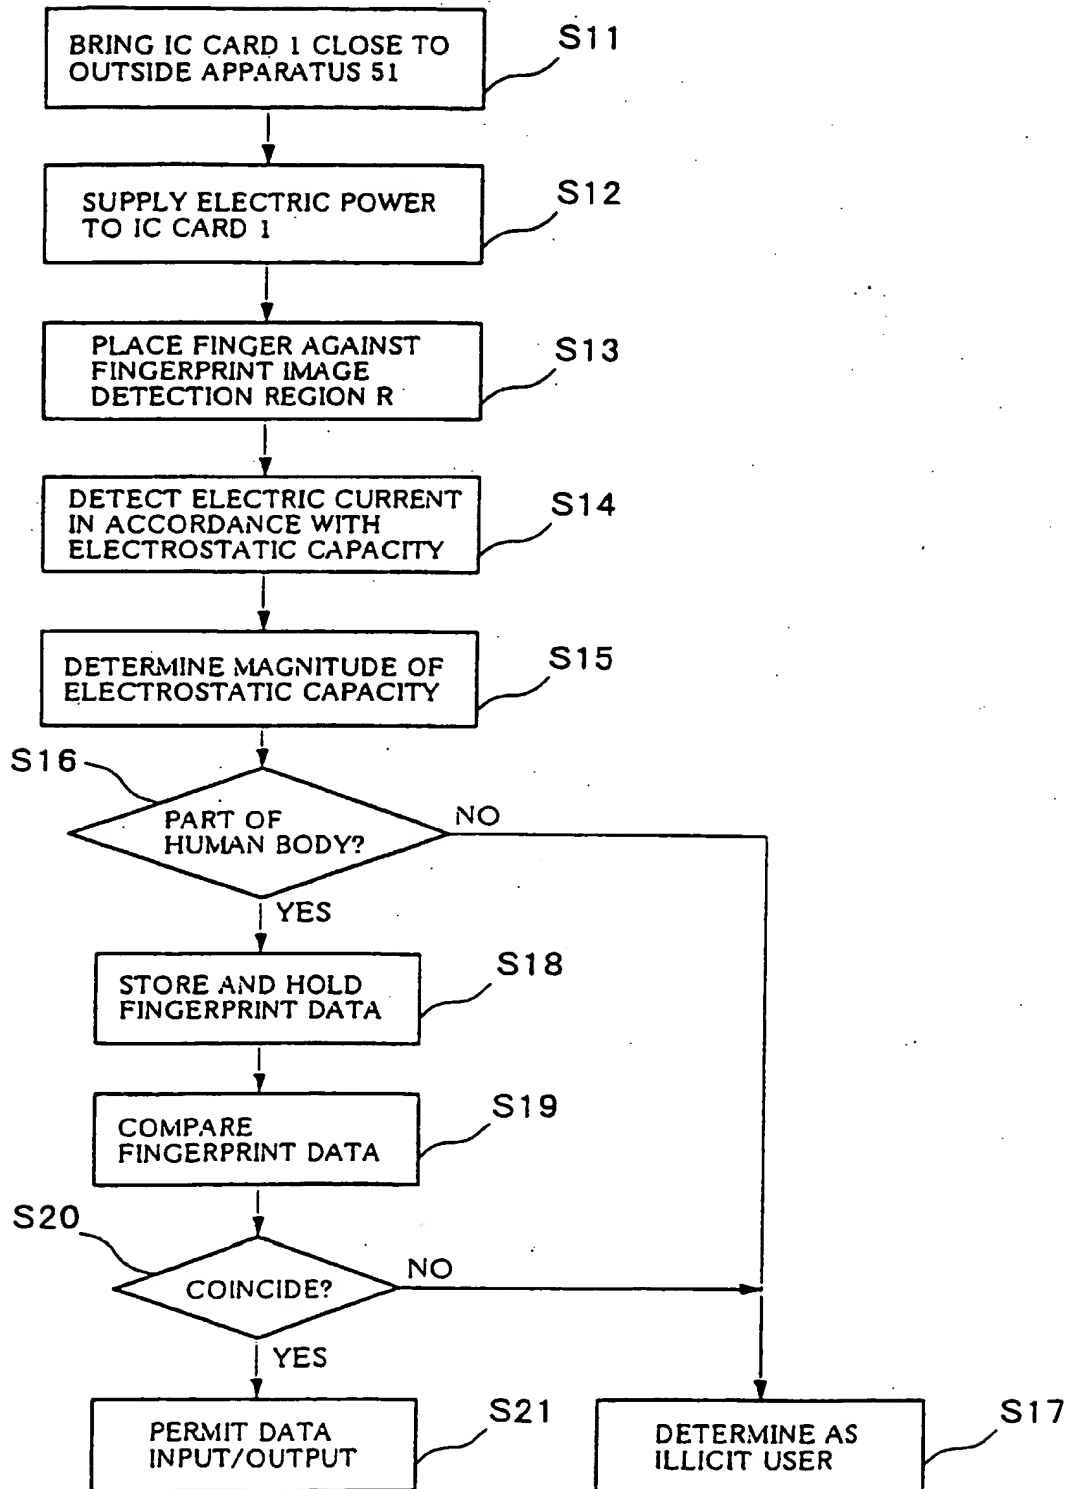 BRING IC CARD 1 CLOSE TO
OUTSIDE APPARATUS 51
S11
SUPPLY ELECTRIC POWER
TO IC CARD 1
S12
PLACE FINGER AGAINST
FINGERPRINT IMAGE
DETECTION REGION R
S13
DETECT ELECTRIC CURRENT
IN ACCORDANCE WITH
ELECTROSTATIC CAPACITY
S14
DETERMINE MAGNITUDE OF
ELECTROSTATIC CAPACITY
S15
S16
PART OF
HUMAN BODY?
NO
YES
STORE AND HOLD
FINGERPRINT DATA
S18
COMPARE
FINGERPRINT DATA
S19
S20
COINCIDE?
NO
YES
PERMIT DATA
INPUT/OUTPUT
S21
DETERMINE AS
ILLICIT USER
S17